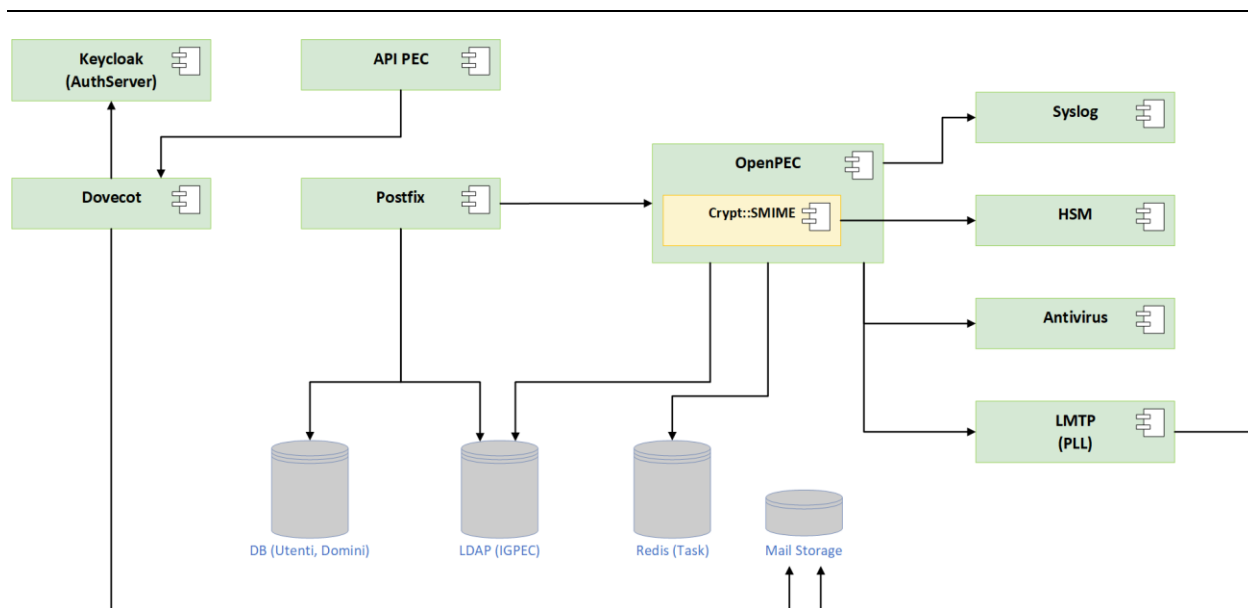 Keycloak
(AuthServer)
API PEC
Syslog
OpenPEC
Dovecot
Postfix
Crypt::SMIME
HSM
Antivirus
LMTP
(PLL)
DB (Utenti, Domini)
LDAP (IGPEC)
Redis (Task)
Mail Storage